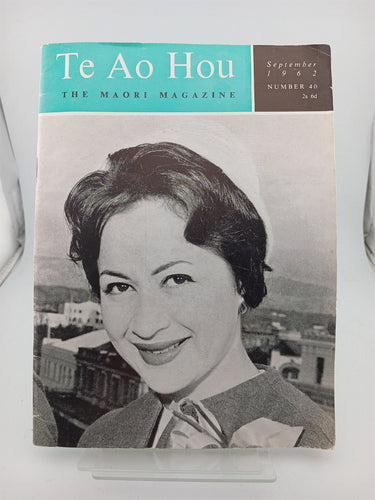 Te Ao Hou
THE MAORI MAGAZINE
September
1962
NUMBER 40
2s 6d